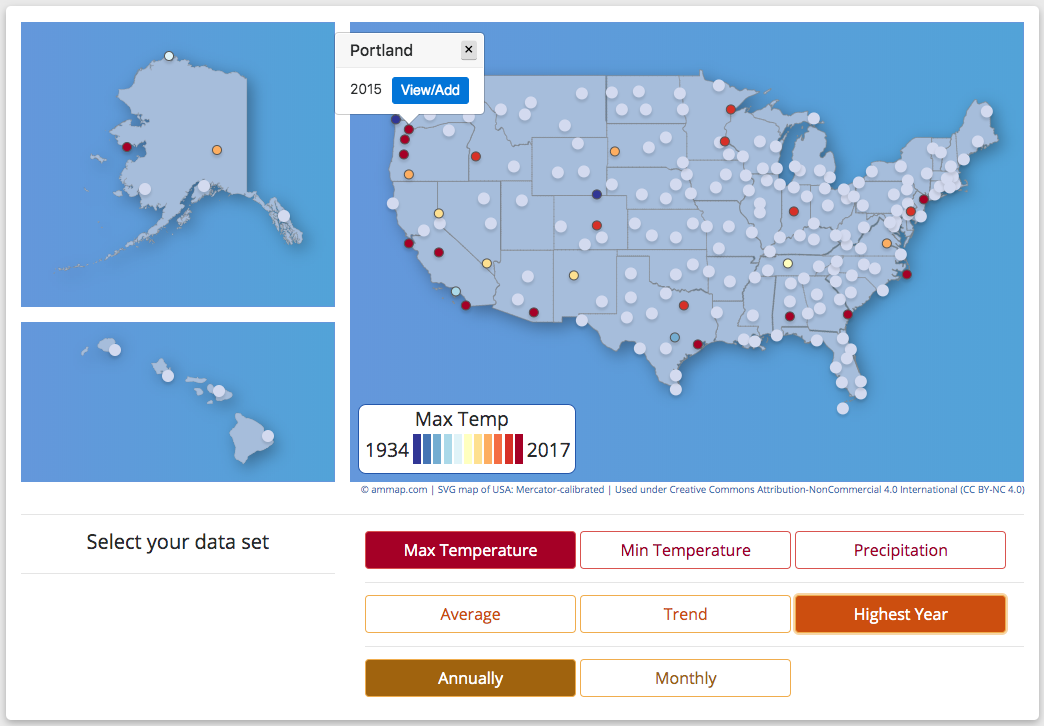 Portland ×
2015 View/Add
Max Temp
1934 2017
© ammap.com | SVG map of USA: Mercator-calibrated | Used under Creative Commons Attribution-NonCommercial 4.0 International (CC BY-NC 4.0)
Select your data set
Max Temperature Min Temperature Precipitation
Average Trend Highest Year
Annually Monthly